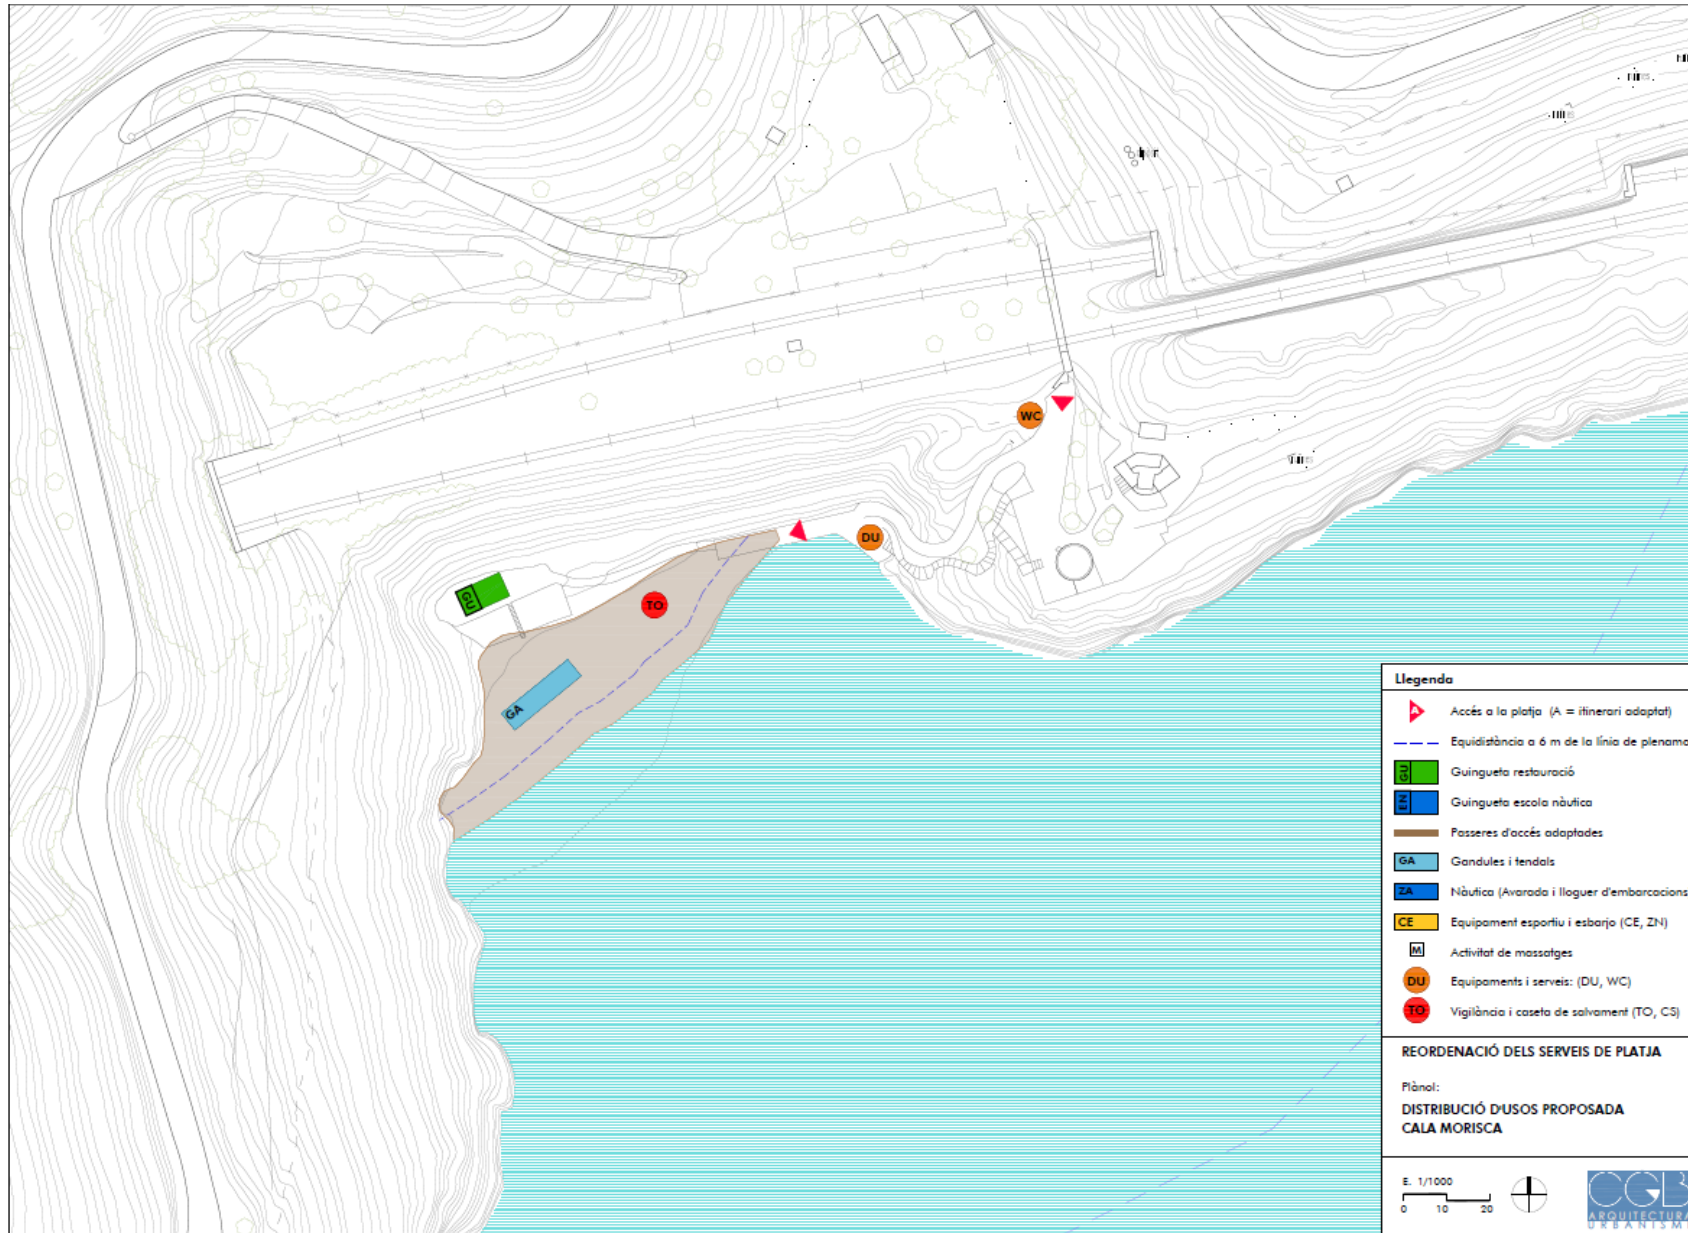 WC
DU
GU
TO
GA
Llegenda
A Accés a la platja (A = itinerari adaptat)
Equidistància a 6 m de la línia de
GU Guingueta restauració
EN Guingueta escola nàutica
Passeres d'accés adaptades
GA Gandules i tendals
ZA Nàutica (Avarada i lloguer d'embarcacions
CE Equipament esportiu i esbarjo (CE, ZN)
M Activitat de massatges
DU Equipaments i serveis: (DU, WC)
TO Vigilància i caseta de salvament (TO, CS)
REORDENACIÓ DELS SERVEIS DE PLATJA
Plànol:
DISTRIBUCIÓ D'USOS PROPOSADA
CALA MORISCA
E. 1/1000
0 10 20
CGB
ARQUITECTURA
URBANISME